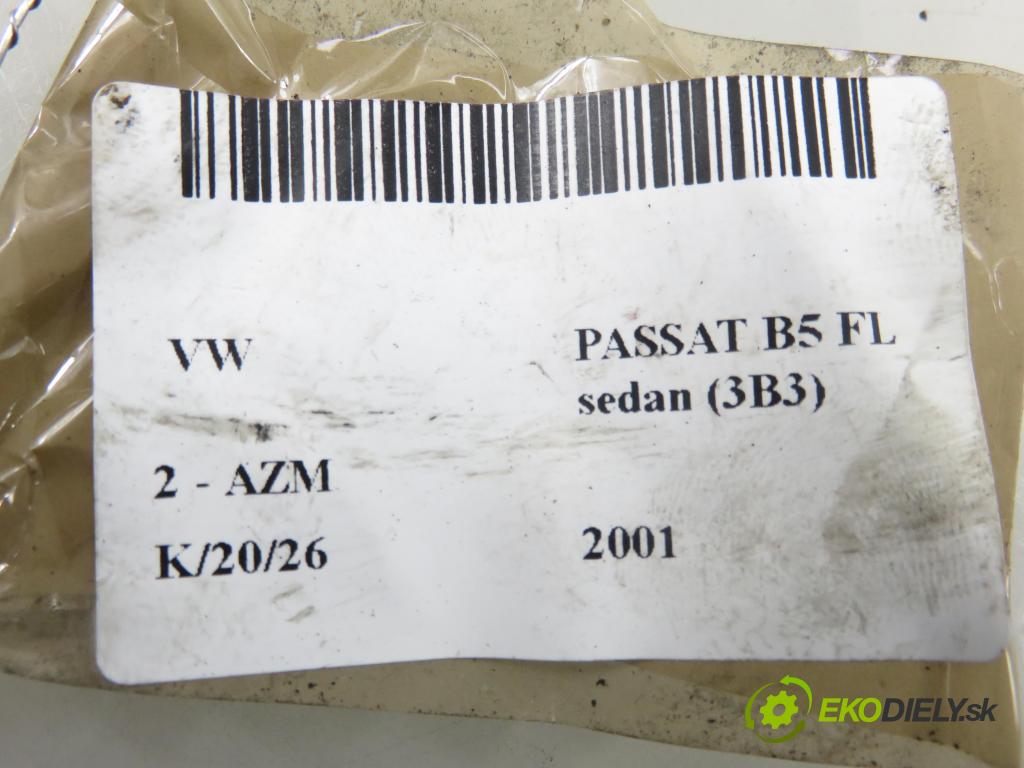 VW
PASSAT B5 FL
sedan (3B3)
2 - AZM
K/20/26
2001
EKODIELY.sk